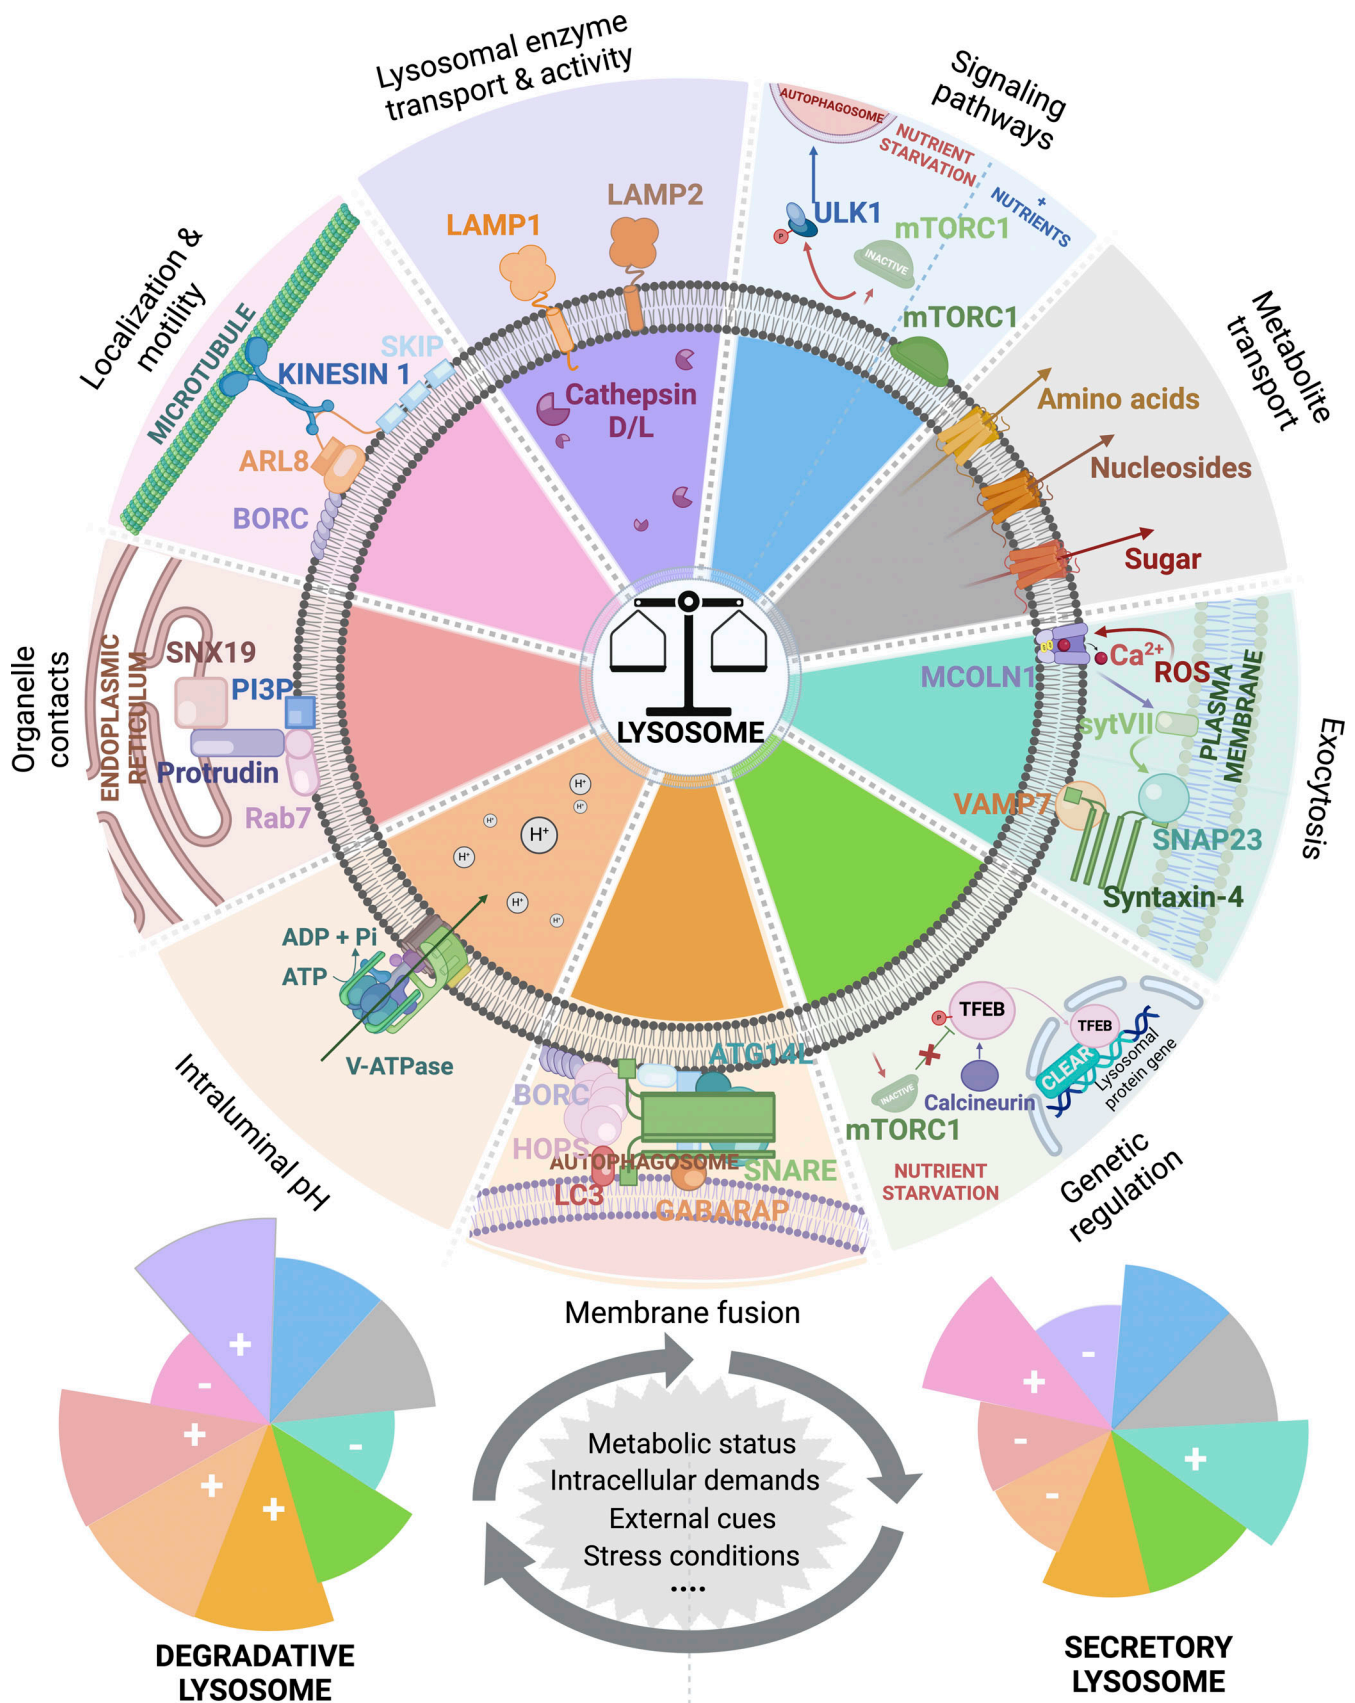 Lysosomal enzyme
transport & activity
Signaling
pathways
Localization &
motility
Metabolite
transport
Organelle
contacts
Exocytosis
Intraluminal pH
Genetic
regulation
Membrane fusion
LAMP1
LAMP2
Cathepsin
D/L
AUTOPHAGOSOME
NUTRIENT
STARVATION
+
NUTRIENTS
P
ULK1
mTORC1
INACTIVE
mTORC1
Amino acids
Nucleosides
Sugar
MICROTUBULE
KINESIN 1
SKIP
ARL8
BORC
ENDOPLASMIC
RETICULUM
SNX19
PI3P
Protrudin
Rab7
LYSOSOME
MCOLN1
Ca²⁺
ROS
sytVII
PLASMA
MEMBRANE
VAMP7
SNAP23
Syntaxin-4
H⁺
H⁺
H⁺
H⁺
H⁺
H⁺
H⁺
ADP + Pi
ATP
V-ATPase
BORC
HOPS
ATG14L
AUTOPHAGOSOME
SNARE
LC3
GABARAP
P
TFEB
TFEB
CLEAR
Lysosomal
protein gene
INACTIVE
Calcineurin
mTORC1
NUTRIENT
STARVATION
+
-
+
+
+
-
DEGRADATIVE
LYSOSOME
Metabolic status
Intracellular demands
External cues
Stress conditions
....
-
+
-
-
+
SECRETORY
LYSOSOME